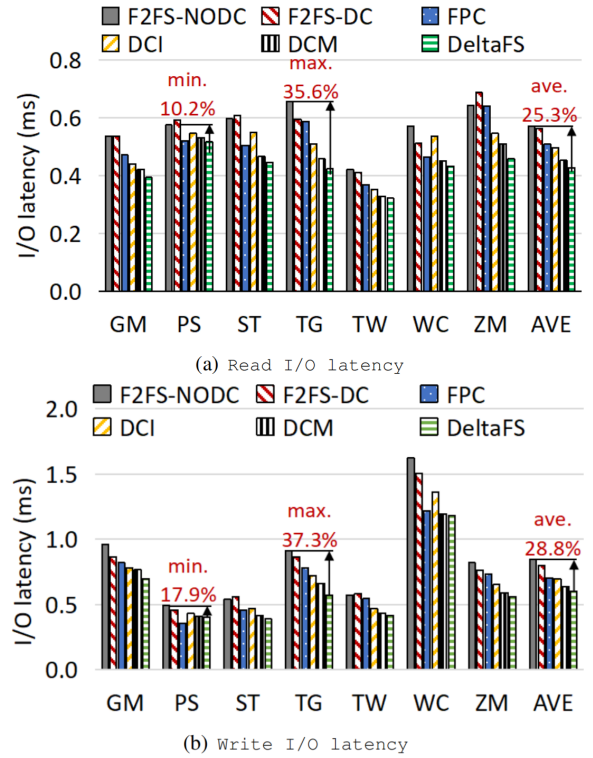 F2FS-NODC F2FS-DC FPC
DCI DCM DeltaFS
I/O latency (ms)
0.8
0.6
0.4
0.2
0.0
min.
10.2%
max.
35.6%
ave.
25.3%
GM PS ST TG TW WC ZM AVE
(a) Read I/O latency
F2FS-NODC F2FS-DC FPC
DCI DCM DeltaFS
I/O latency (ms)
2.0
1.5
1.0
0.5
0.0
min.
17.9%
max.
37.3%
ave.
28.8%
GM PS ST TG TW WC ZM AVE
(b) Write I/O latency